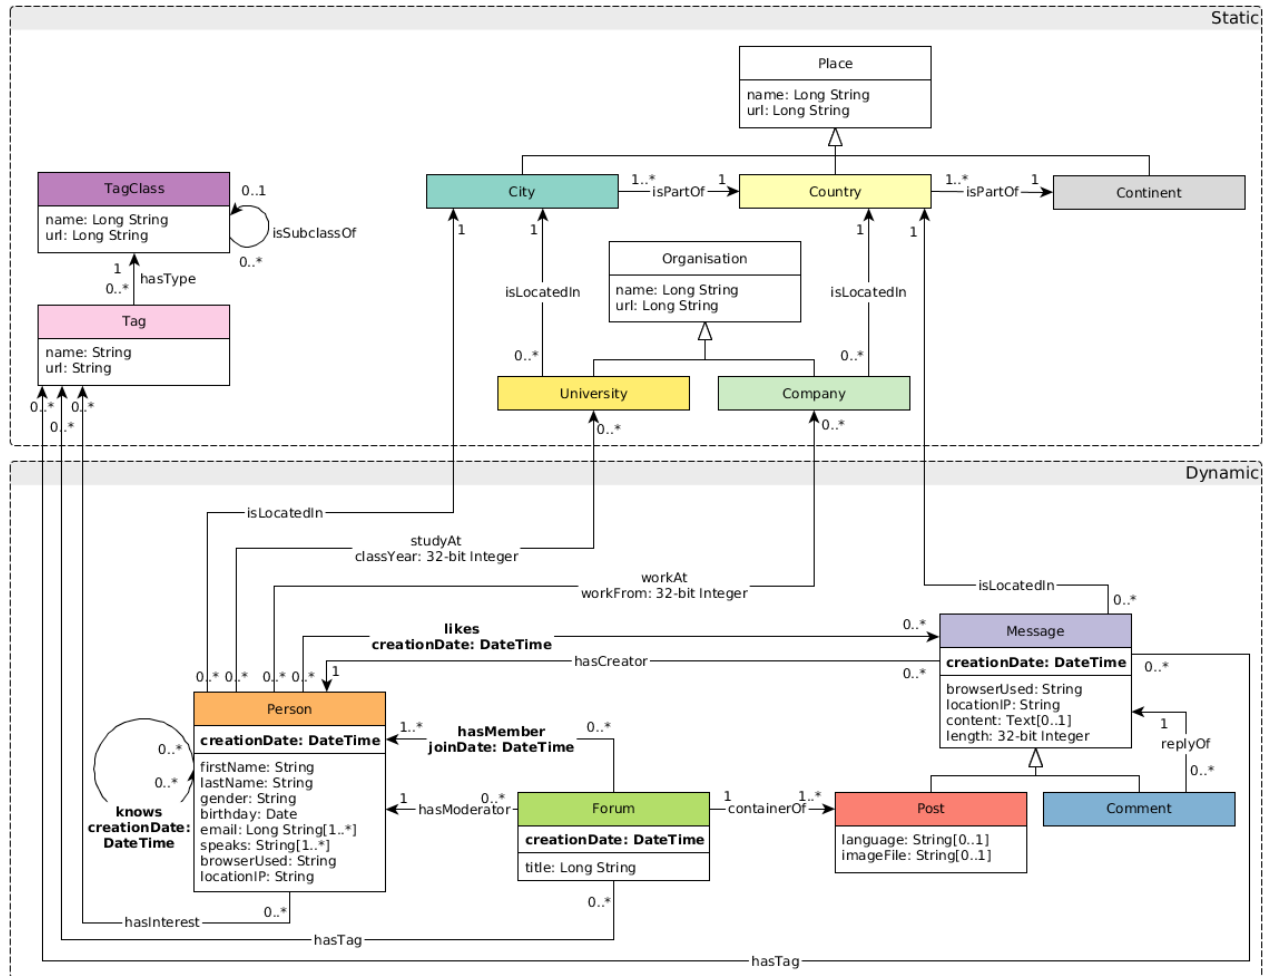 Static
Place
name: Long String
url: Long String
TagClass
name: Long String
url: Long String
0..1
isSubclassOf
0..*
City
1..*
isPartOf
1
Country
1..*
isPartOf
1
Continent
1
1
1
1
Organisation
name: Long String
url: Long String
1
hasType
0..*
isLocatedIn
isLocatedIn
Tag
name: String
url: String
0..*
0..*
University
Company
0..*
0..*
0..*
0..*
0..*
Dynamic
isLocatedIn
studyAt
classYear: 32-bit Integer
workAt
workFrom: 32-bit Integer
isLocatedIn
0..*
likes
creationDate: DateTime
0..*
Message
creationDate: DateTime
browserUsed: String
locationIP: String
content: Text[0..1]
length: 32-bit Integer
hasCreator
0..*
0..*
0..*
0..*
0..*
0..*
1
Person
creationDate: DateTime
firstName: String
lastName: String
gender: String
birthday: Date
email: Long String[1..*]
speaks: String[1..*]
browserUsed: String
locationIP: String
0..*
0..*
knows
creationDate:
DateTime
1..*
hasMember
joinDate: DateTime
0..*
1
replyOf
0..*
1
hasModerator
0..*
Forum
creationDate: DateTime
title: Long String
1
containerOf
1..*
Post
language: String[0..1]
imageFile: String[0..1]
Comment
0..*
hasInterest
0..*
hasTag
hasTag